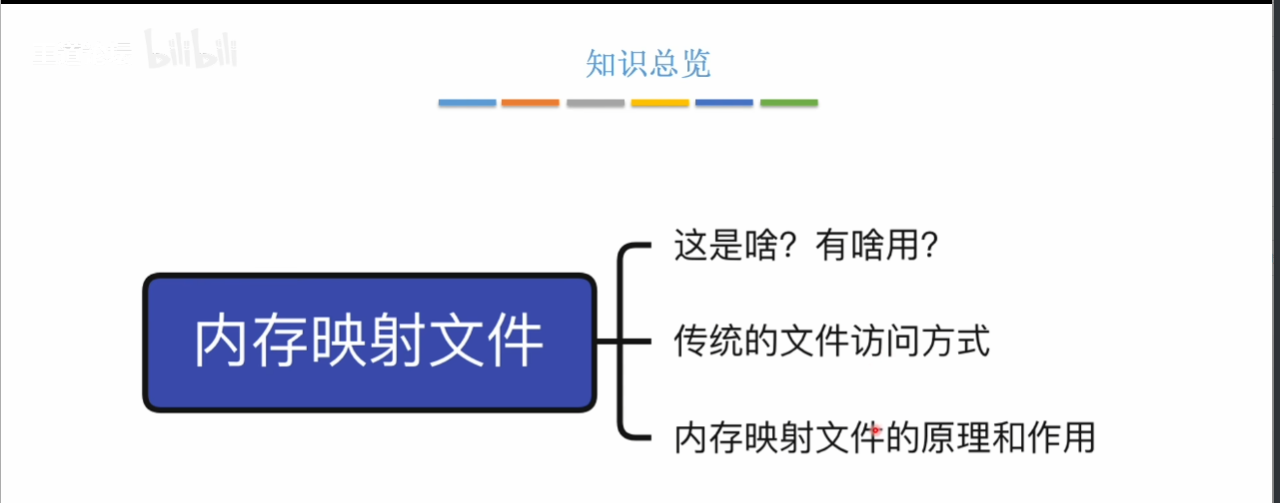 bilibili
知识总览
这是啥？有啥用？
内存映射文件
传统的文件访问方式
内存映射文件的原理和作用